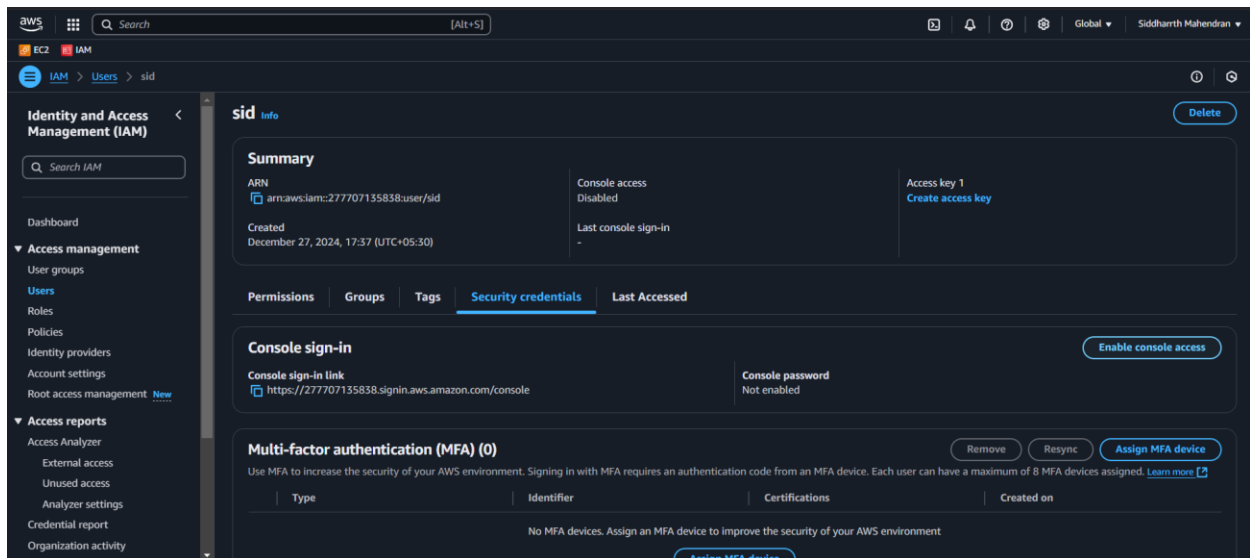 aws
Search [Alt+S]
Global Siddharrth Mahendran
EC2 IAM
IAM > Users > sid
Identity and Access Management (IAM)
Search IAM
Dashboard
Access management
User groups
Users
Roles
Policies
Identity providers
Account settings
Root access management New
Access reports
Access Analyzer
External access
Unused access
Analyzer settings
Credential report
Organization activity
sid Info
Delete
Summary
ARN
arn:aws:iam::277707135838:user/sid
Console access
Disabled
Access key 1
Create access key
Created
December 27, 2024, 17:37 (UTC+05:30)
Last console sign-in
-
Permissions Groups Tags Security credentials Last Accessed
Console sign-in
Enable console access
Console sign-in link
https://277707135838.signin.aws.amazon.com/console
Console password
Not enabled
Multi-factor authentication (MFA) (0)
Remove Resync Assign MFA device
Use MFA to increase the security of your AWS environment. Signing in with MFA requires an authentication code from an MFA device. Each user can have a maximum of 8 MFA devices assigned. Learn more
Type Identifier Certifications Created on
No MFA devices. Assign an MFA device to improve the security of your AWS environment
Assign MFA device